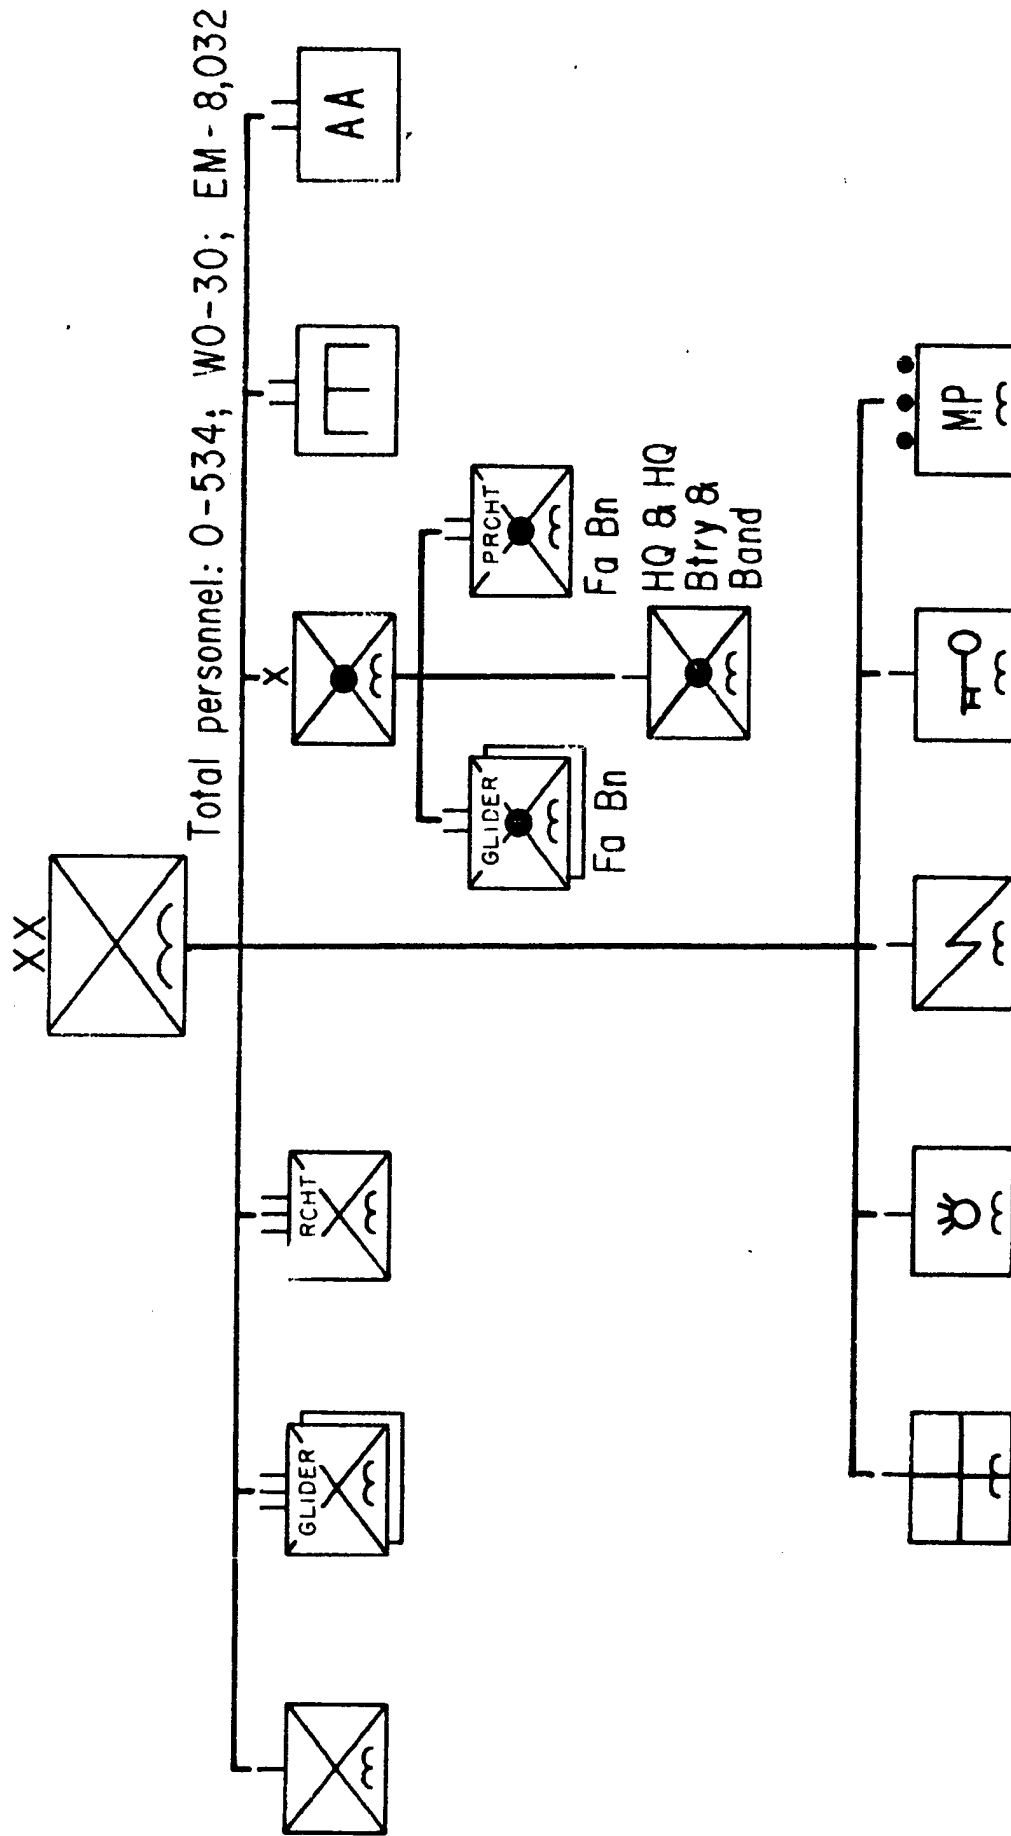 XX
Total personnel: O-534; WO-30; EM-8,032
GLIDER
RCHT
X
E
AA
GLIDER
Fa Bn
PRCHT
Fa Bn
HQ & HQ
Btry &
Band
MP